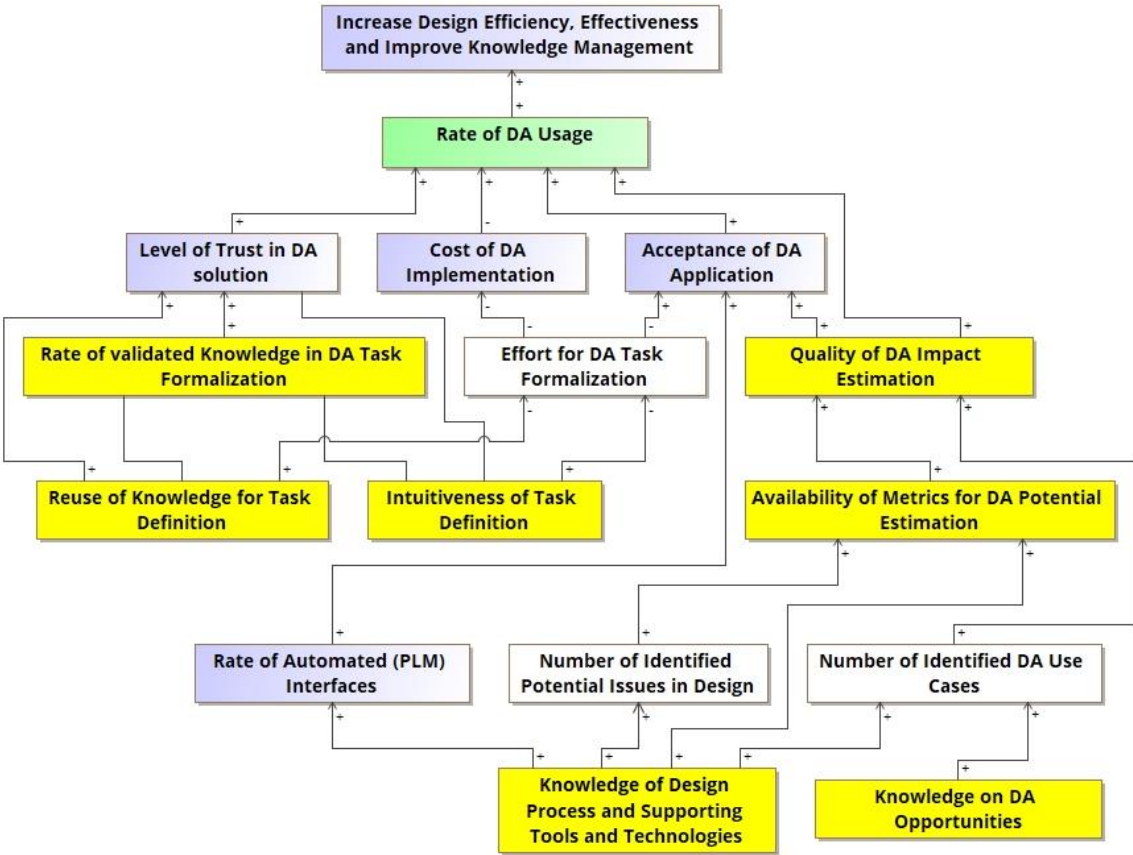 Increase Design Efficiency, Effectiveness
and Improve Knowledge Management
+
+
Rate of DA Usage
+ + + +
+ - + +
Level of Trust in DA
solution
Cost of DA
Implementation
Acceptance of DA
Application
+ + - + + +
+ - - + +
Rate of validated Knowledge in DA Task
Formalization
Effort for DA Task
Formalization
Quality of DA Impact
Estimation
- - + +
+ + + +
Reuse of Knowledge for Task
Definition
Intuitiveness of Task
Definition
Availability of Metrics for DA Potential
Estimation
+ +
+ + +
Rate of Automated (PLM)
Interfaces
Number of Identified
Potential Issues in Design
Number of Identified DA Use
Cases
+ + + +
+ + + + +
Knowledge of Design
Process and Supporting
Tools and Technologies
Knowledge on DA
Opportunities